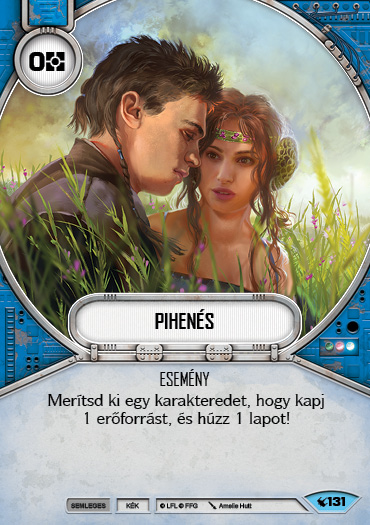 0
PIHENÉS
ESEMÉNY
Merítsd ki egy karakteredet, hogy kapj
1 erőforrást, és húzz 1 lapot!
SEMLEGES
KÉK
© LFL © FFG
Amelie Hutt
131